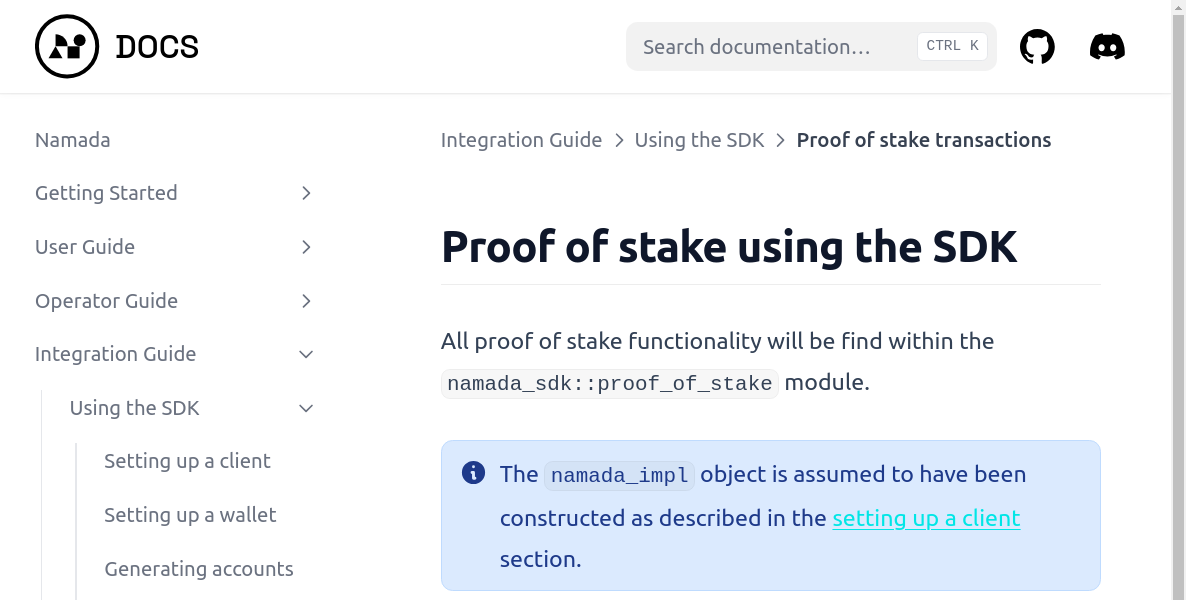 DOCS
Search documentation…
CTRL K
Namada
Getting Started
User Guide
Operator Guide
Integration Guide
Using the SDK
Setting up a client
Setting up a wallet
Generating accounts
Integration Guide > Using the SDK > Proof of stake transactions
Proof of stake using the SDK
All proof of stake functionality will be find within the
namada_sdk::proof_of_stake module.
The namada_impl object is assumed to have been
constructed as described in the setting up a client
section.